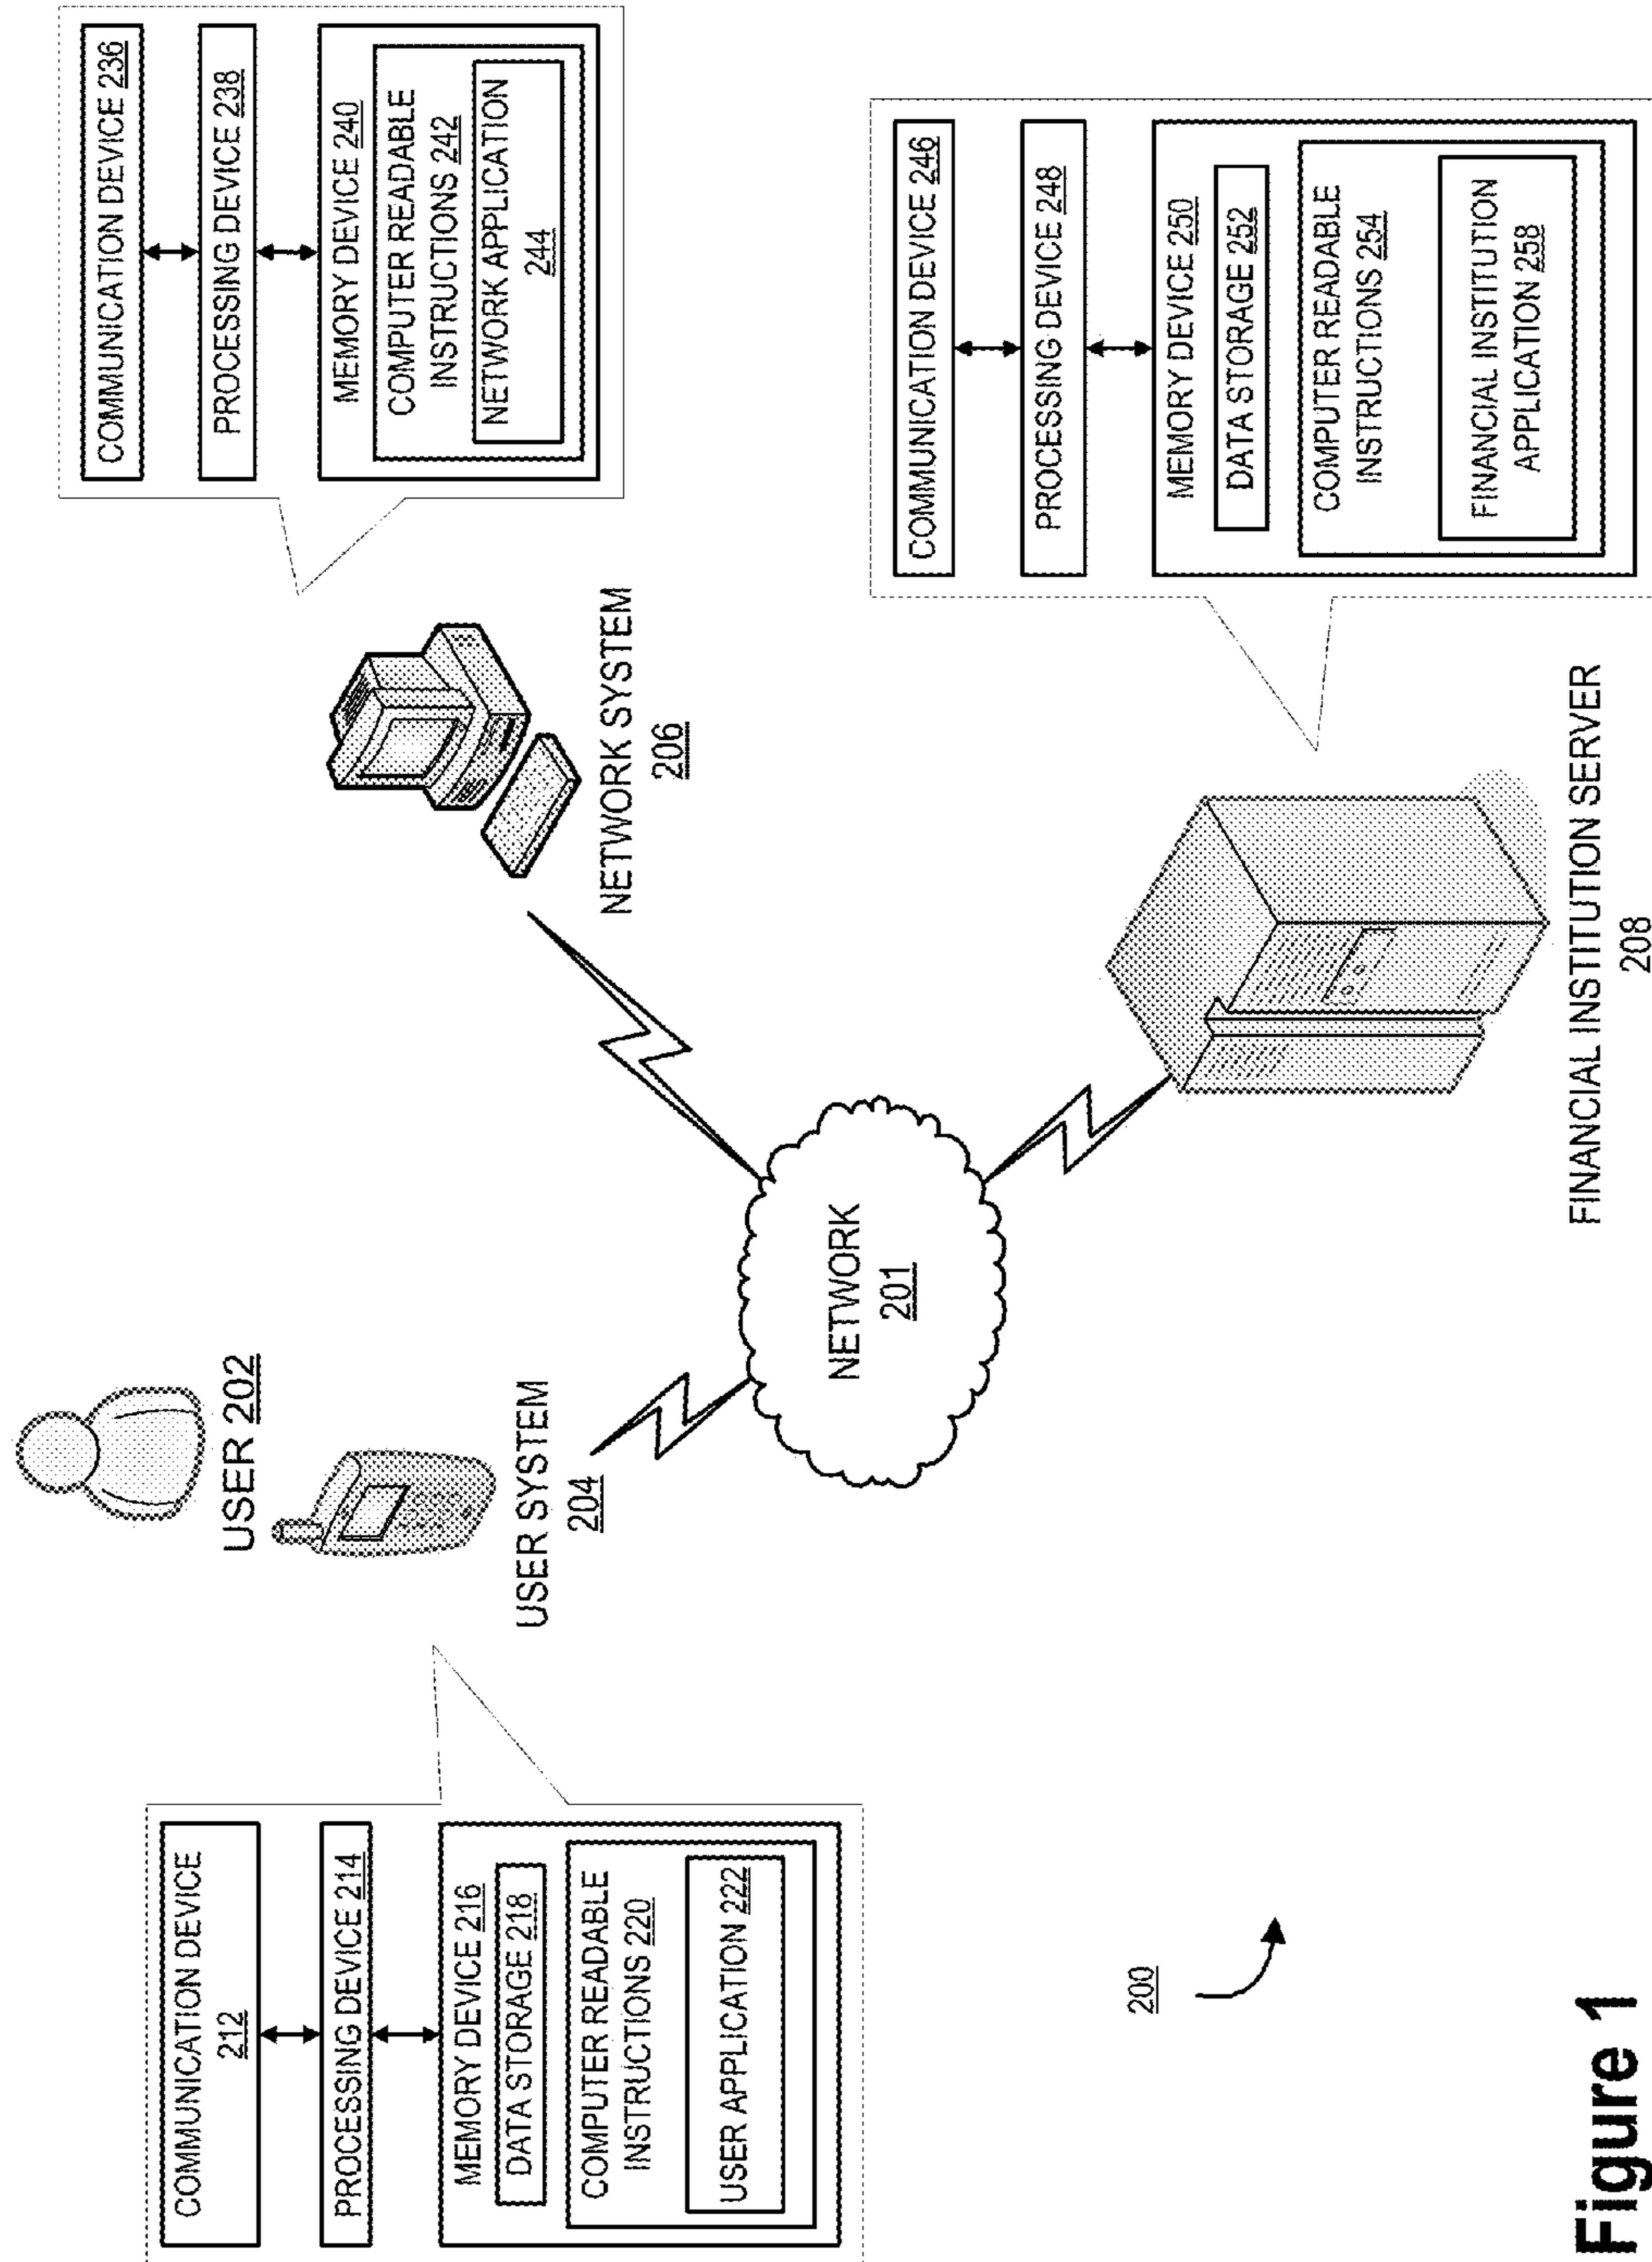 COMMUNICATION DEVICE
212
PROCESSING DEVICE 214
MEMORY DEVICE 216
DATA STORAGE 218
COMPUTER READABLE
INSTRUCTIONS 220
USER APPLICATION 222
USER 202
USER SYSTEM
204
NETWORK
201
NETWORK SYSTEM
206
COMMUNICATION DEVICE 236
PROCESSING DEVICE 238
MEMORY DEVICE 240
COMPUTER READABLE
INSTRUCTIONS 242
NETWORK APPLICATION
244
FINANCIAL INSTITUTION SERVER
208
COMMUNICATION DEVICE 246
PROCESSING DEVICE 248
MEMORY DEVICE 250
DATA STORAGE 252
COMPUTER READABLE
INSTRUCTIONS 254
FINANCIAL INSTITUTION
APPLICATION 258
200
Figure 1